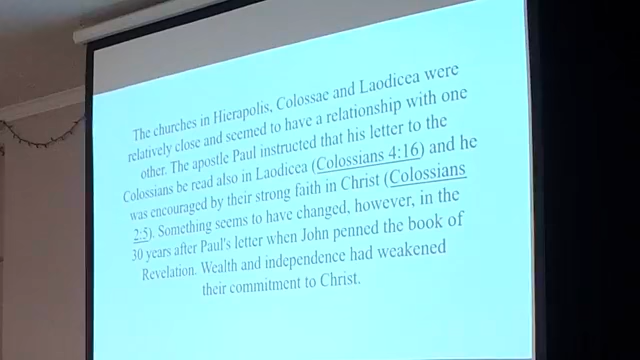 The churches in Hierapolis, Colossae and Laodicea were
relatively close and seemed to have a relationship with one
other. The apostle Paul instructed that his letter to the
Colossians be read also in Laodicea (Colossians 4:16) and he
was encouraged by their strong faith in Christ (Colossians
2:5). Something seems to have changed, however, in the
30 years after Paul's letter when John penned the book of
Revelation. Wealth and independence had weakened
their commitment to Christ.